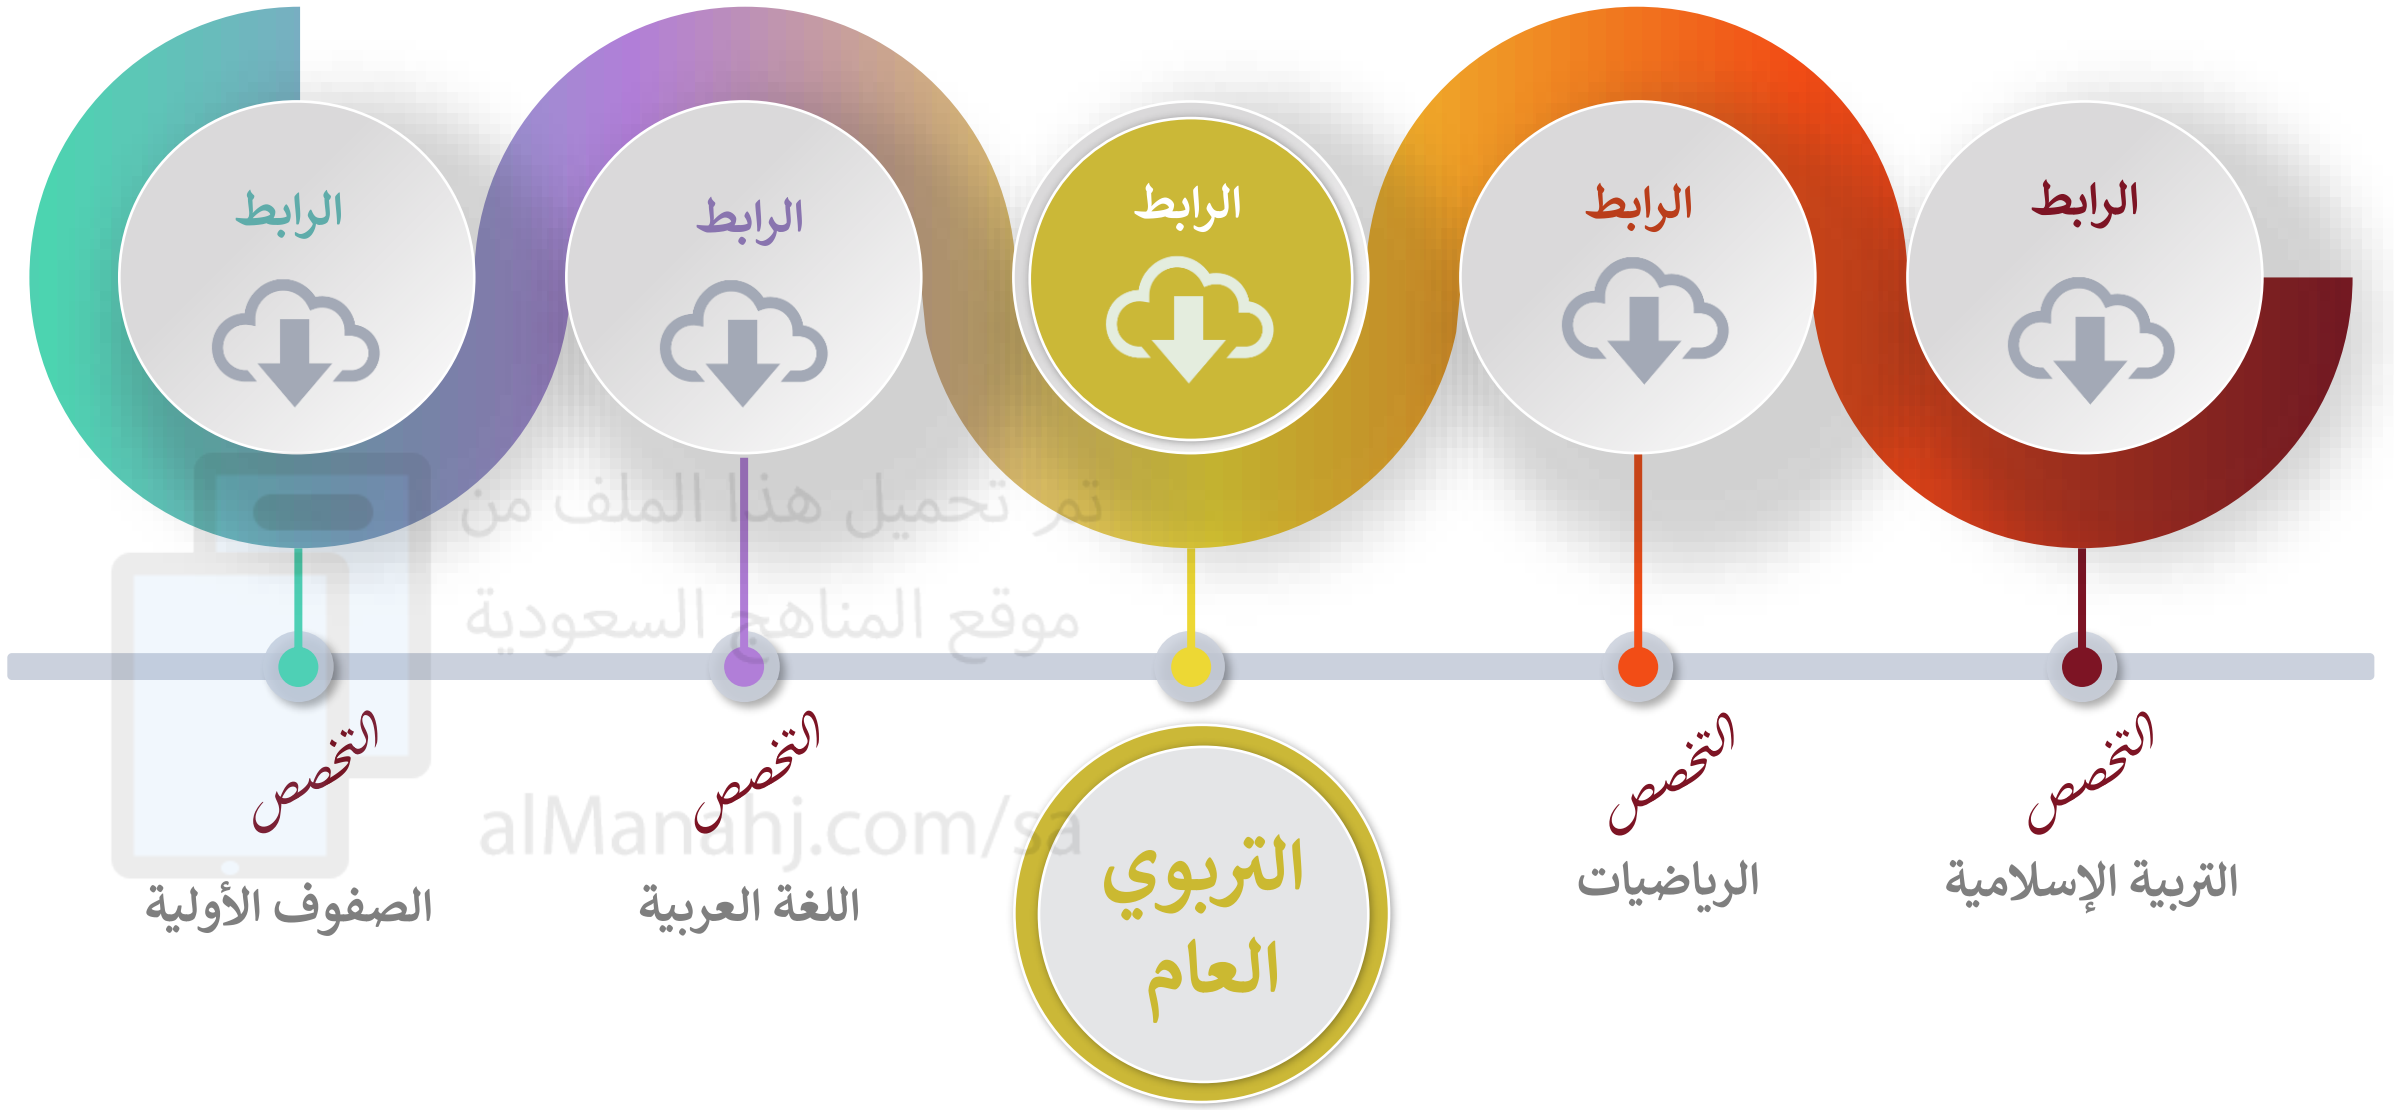 الرابط
الرابط
الرابط
الرابط
الرابط
تم تحميل هذا الملف من
موقع المناهج السعودية
alManahj.com/sa
التخصص
التخصص
التخصص
التخصص
التربية الإسلامية
الرياضيات
التربوي
العام
اللغة العربية
الصفوف الأولية